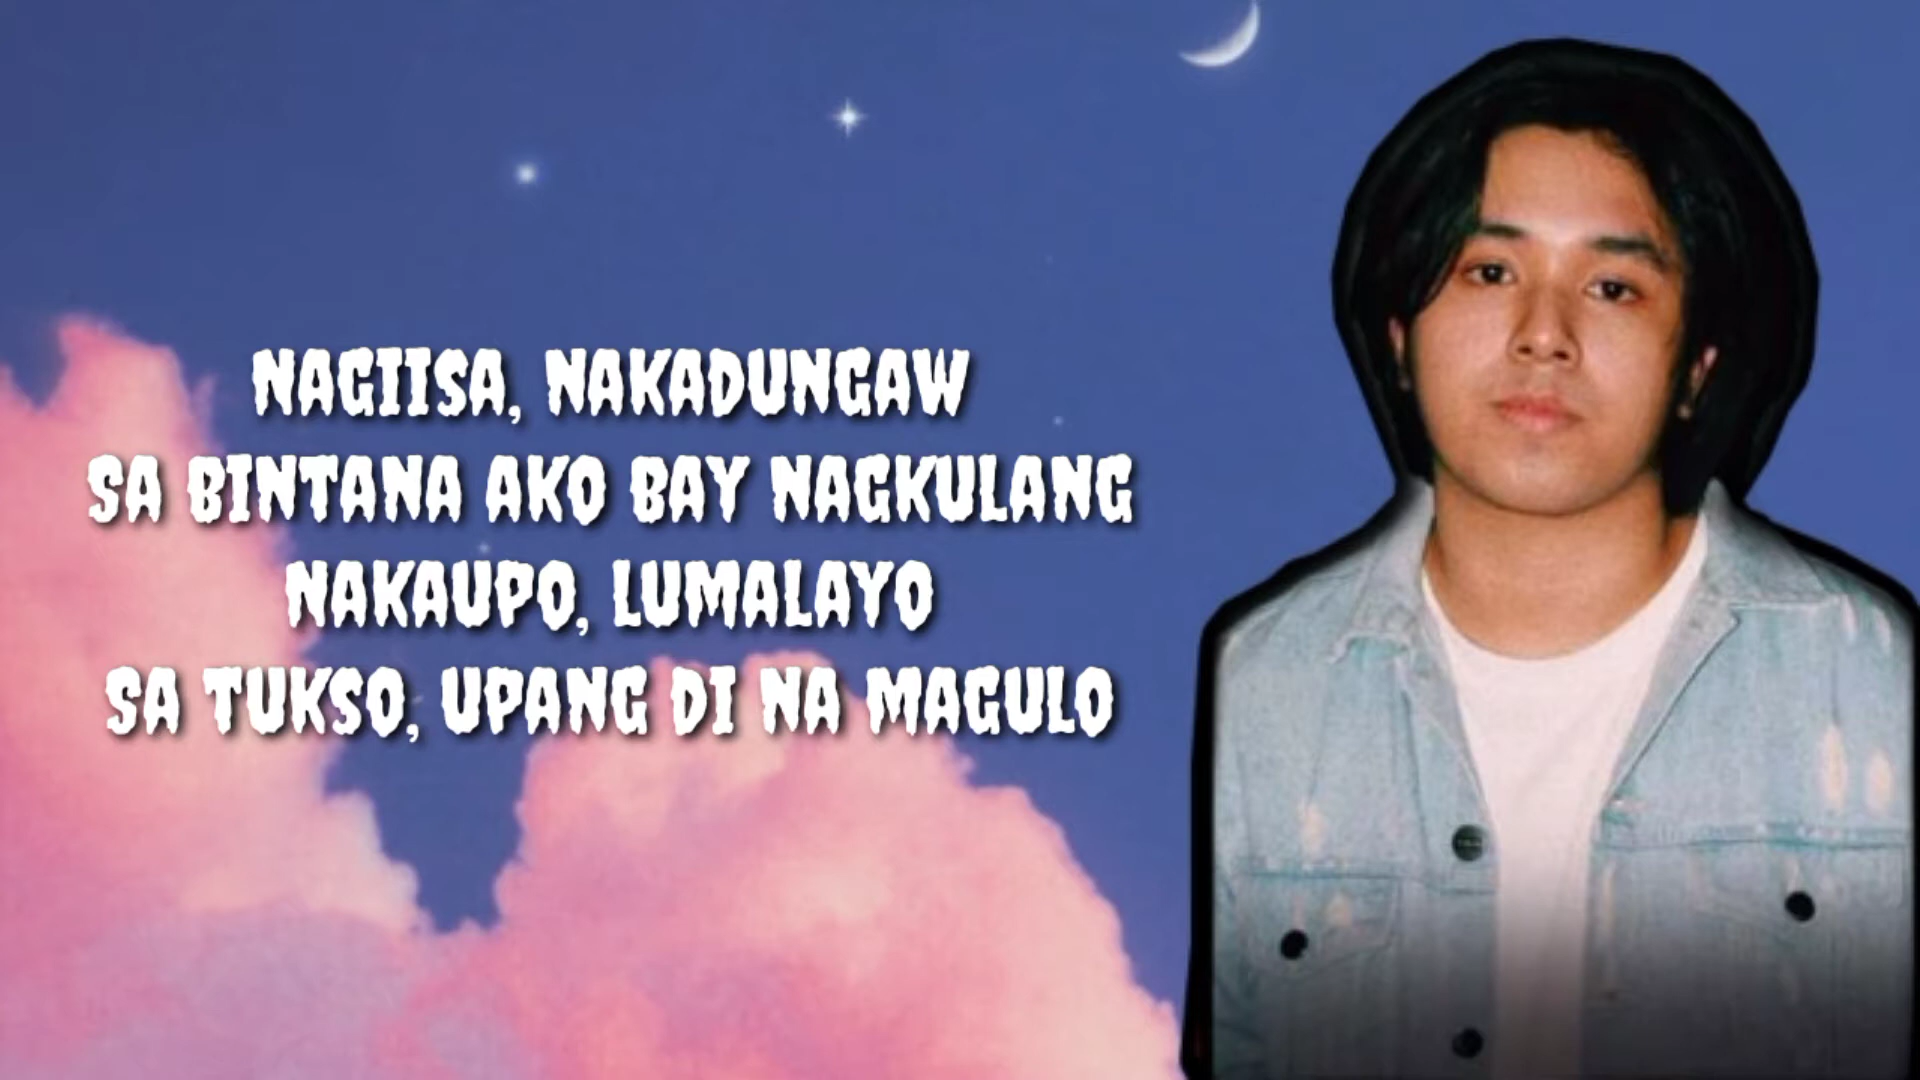 NAGIISA, NAKADUNGAW
SA BINTANA AKO BAY NAGKULANG
NAKAUPO, LUMALAYO
SA TUKSO, UPANG DI NA MAGULO